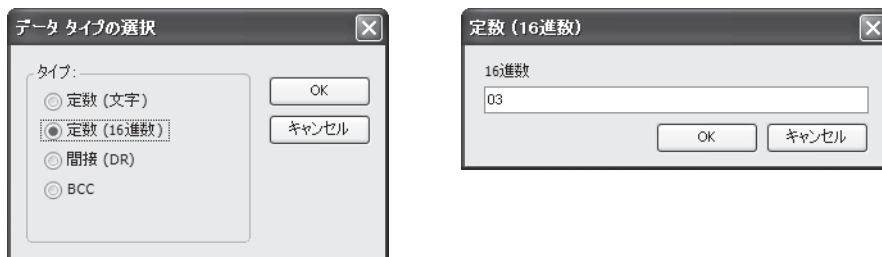 データ タイプの選択
タイプ:
定数 (文字)
定数 (16進数)
間接 (DR)
BCC
OK
キャンセル
定数 (16進数)
16進数
03
OK
キャンセル